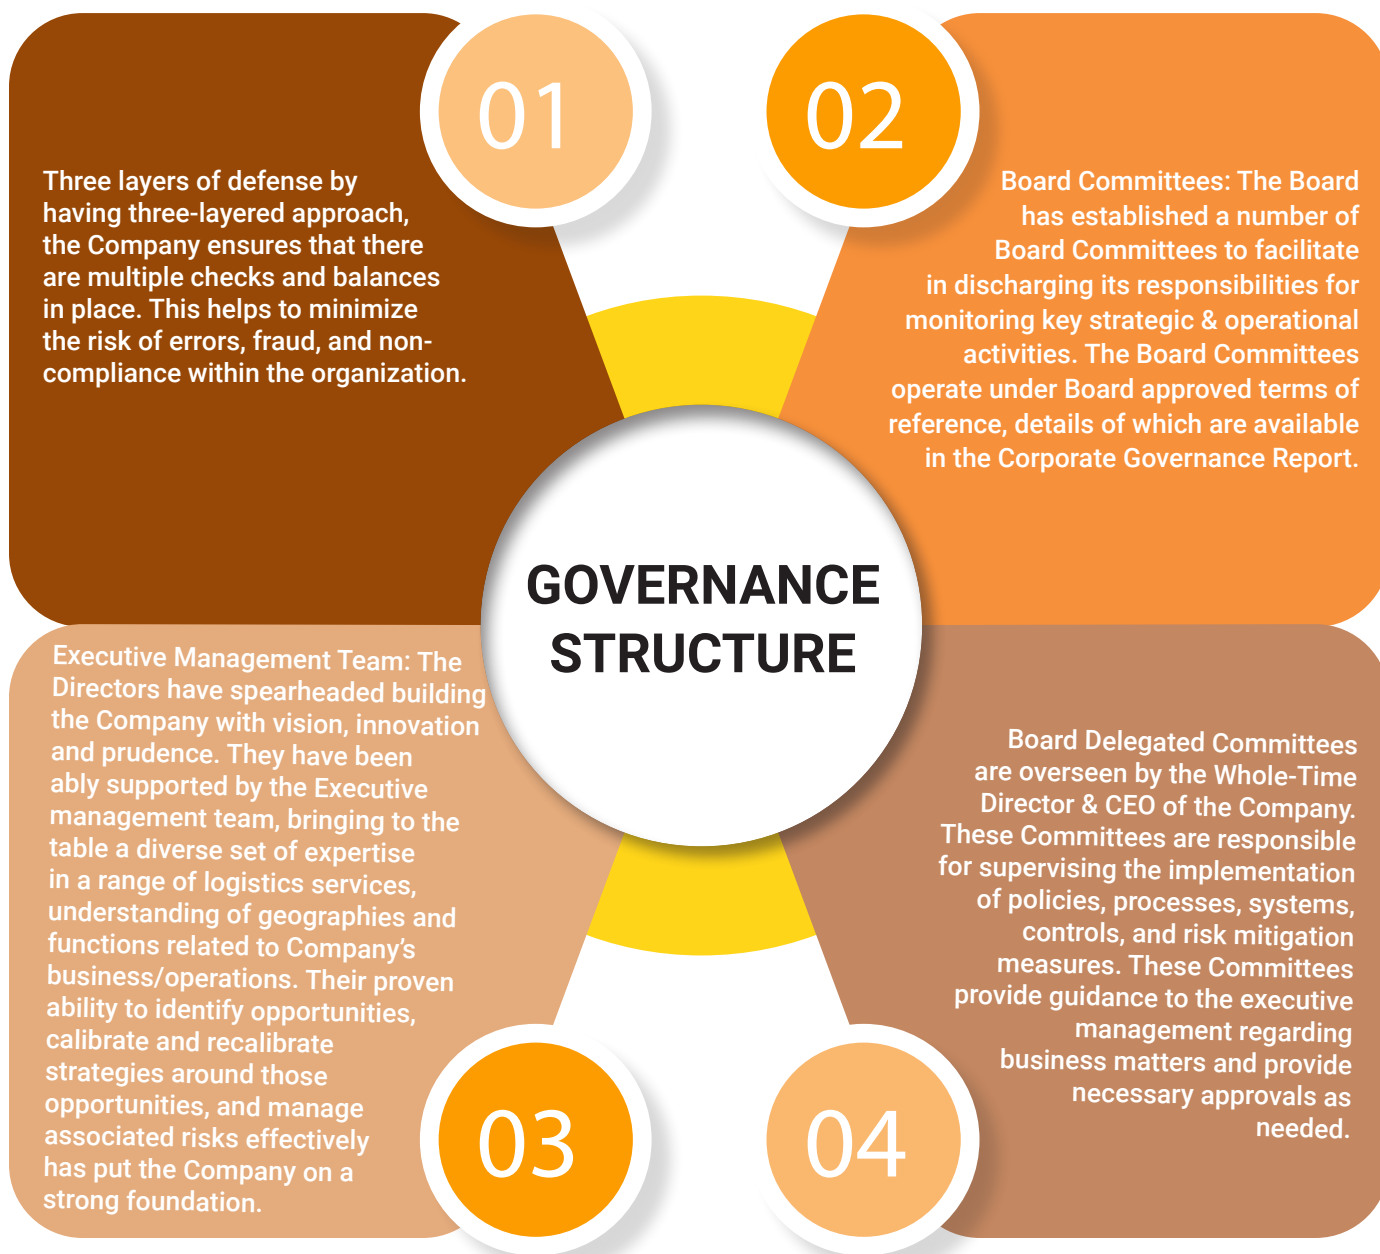 01
Three layers of defense by
having three-layered approach,
the Company ensures that there
are multiple checks and balances
in place. This helps to minimize
the risk of errors, fraud, and non-
compliance within the organization.
02
Board Committees: The Board
has established a number of
Board Committees to facilitate
in discharging its responsibilities for
monitoring key strategic & operational
activities. The Board Committees
operate under Board approved terms of
reference, details of which are available
in the Corporate Governance Report.
GOVERNANCE
STRUCTURE
Executive Management Team: The
Directors have spearheaded building
the Company with vision, innovation
and prudence. They have been
ably supported by the Executive
management team, bringing to the
table a diverse set of expertise
in a range of logistics services,
understanding of geographies and
functions related to Company's
business/operations. Their proven
ability to identify opportunities,
calibrate and recalibrate
strategies around those
opportunities, and manage
associated risks effectively
has put the Company on a
strong foundation.
03
Board Delegated Committees
are overseen by the Whole-Time
Director & CEO of the Company.
These Committees are responsible
for supervising the implementation
of policies, processes, systems,
controls, and risk mitigation
measures. These Committees
provide guidance to the executive
management regarding
business matters and provide
necessary approvals as
needed.
04